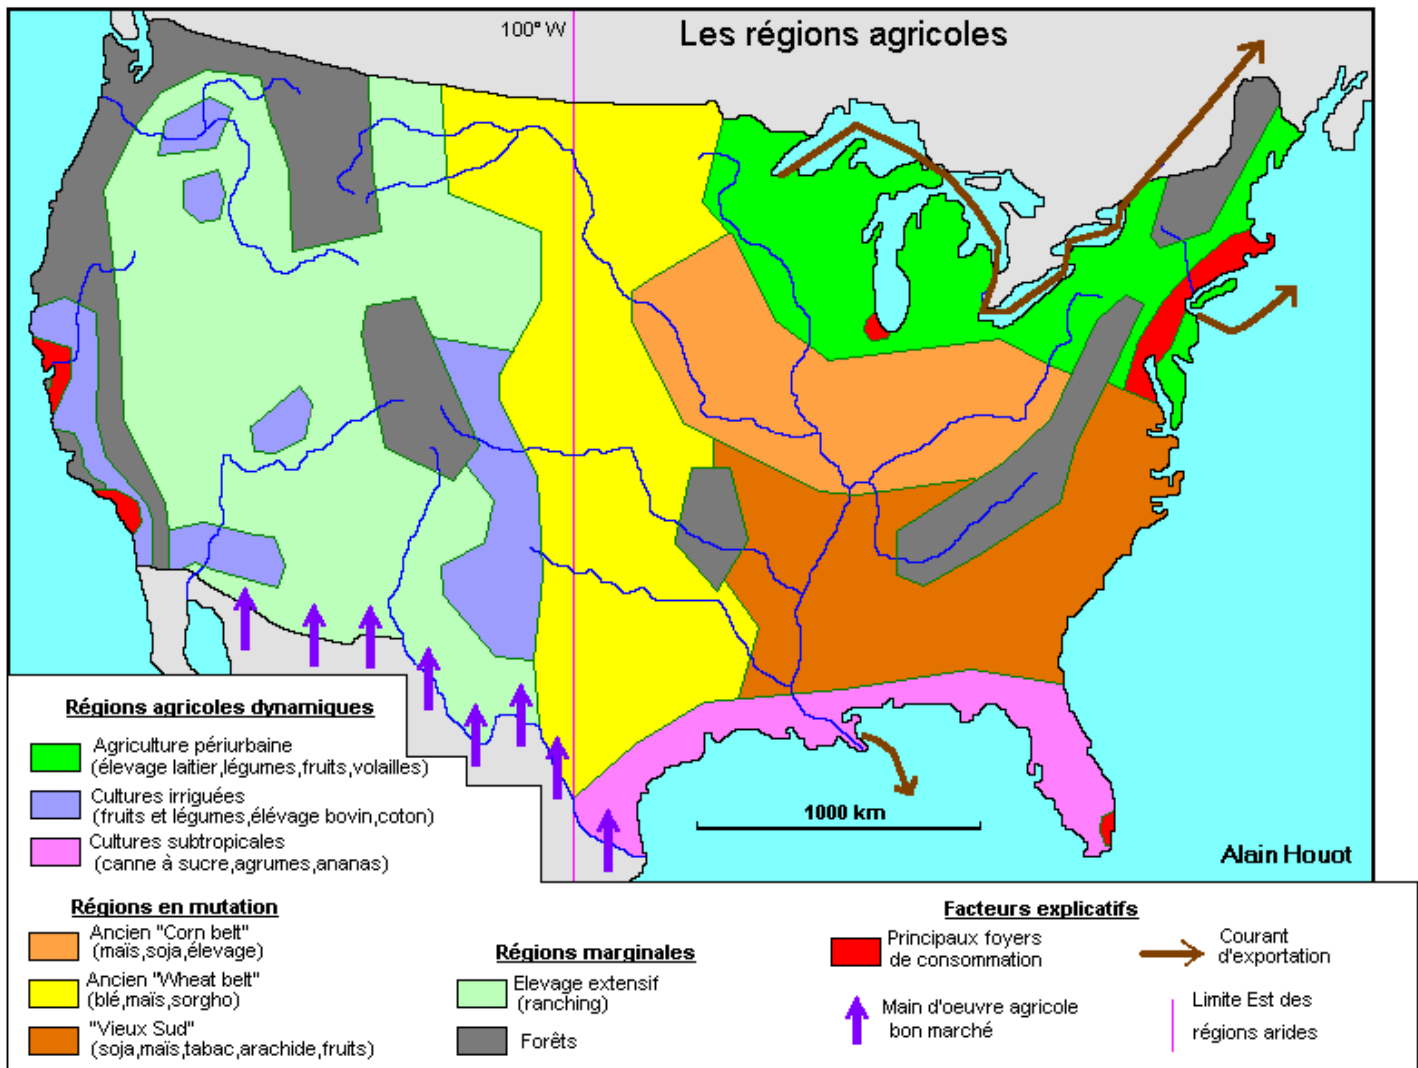 100° W
Les régions agricoles
1000 km
Alain Houot
Régions agricoles dynamiques
Agriculture périurbaine
(élevage laitier,légumes,fruits,volailles)
Cultures irriguées
(fruits et légumes,élévage bovin,coton)
Cultures subtropicales
(canne à sucre,agrumes,ananas)
Régions en mutation
Ancien "Corn belt"
(maïs,soja,élevage)
Ancien "Wheat belt"
(blé,maïs,sorgho)
"Vieux Sud"
(soja,maïs,tabac,arachide,fruits)
Régions marginales
Elevage extensif
(ranching)
Forêts
Facteurs explicatifs
Principaux foyers
de consommation
Main d'oeuvre agricole
bon marché
Courant
d'exportation
Limite Est des
régions arides